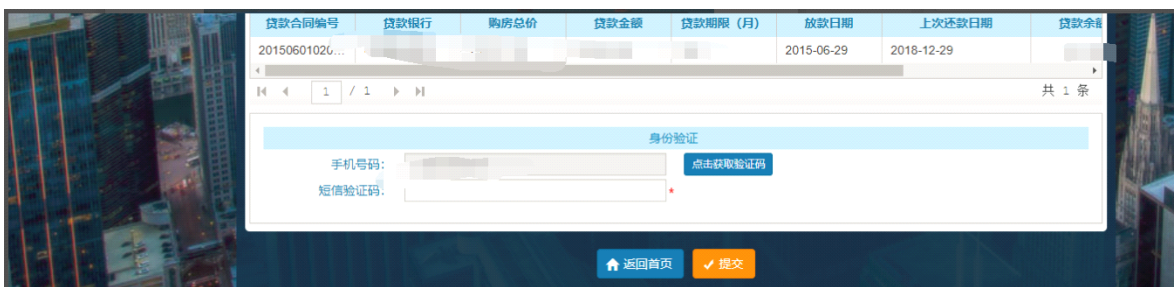 贷款合同编号 贷款银行 购房总价 贷款金额 贷款期限（月） 放款日期 上次还款日期 贷款余额
20150601020... 2015-06-29 2018-12-29
1 / 1 共 1 条
身份验证
手机号码： 点击获取验证码
短信验证码： *
返回首页 提交